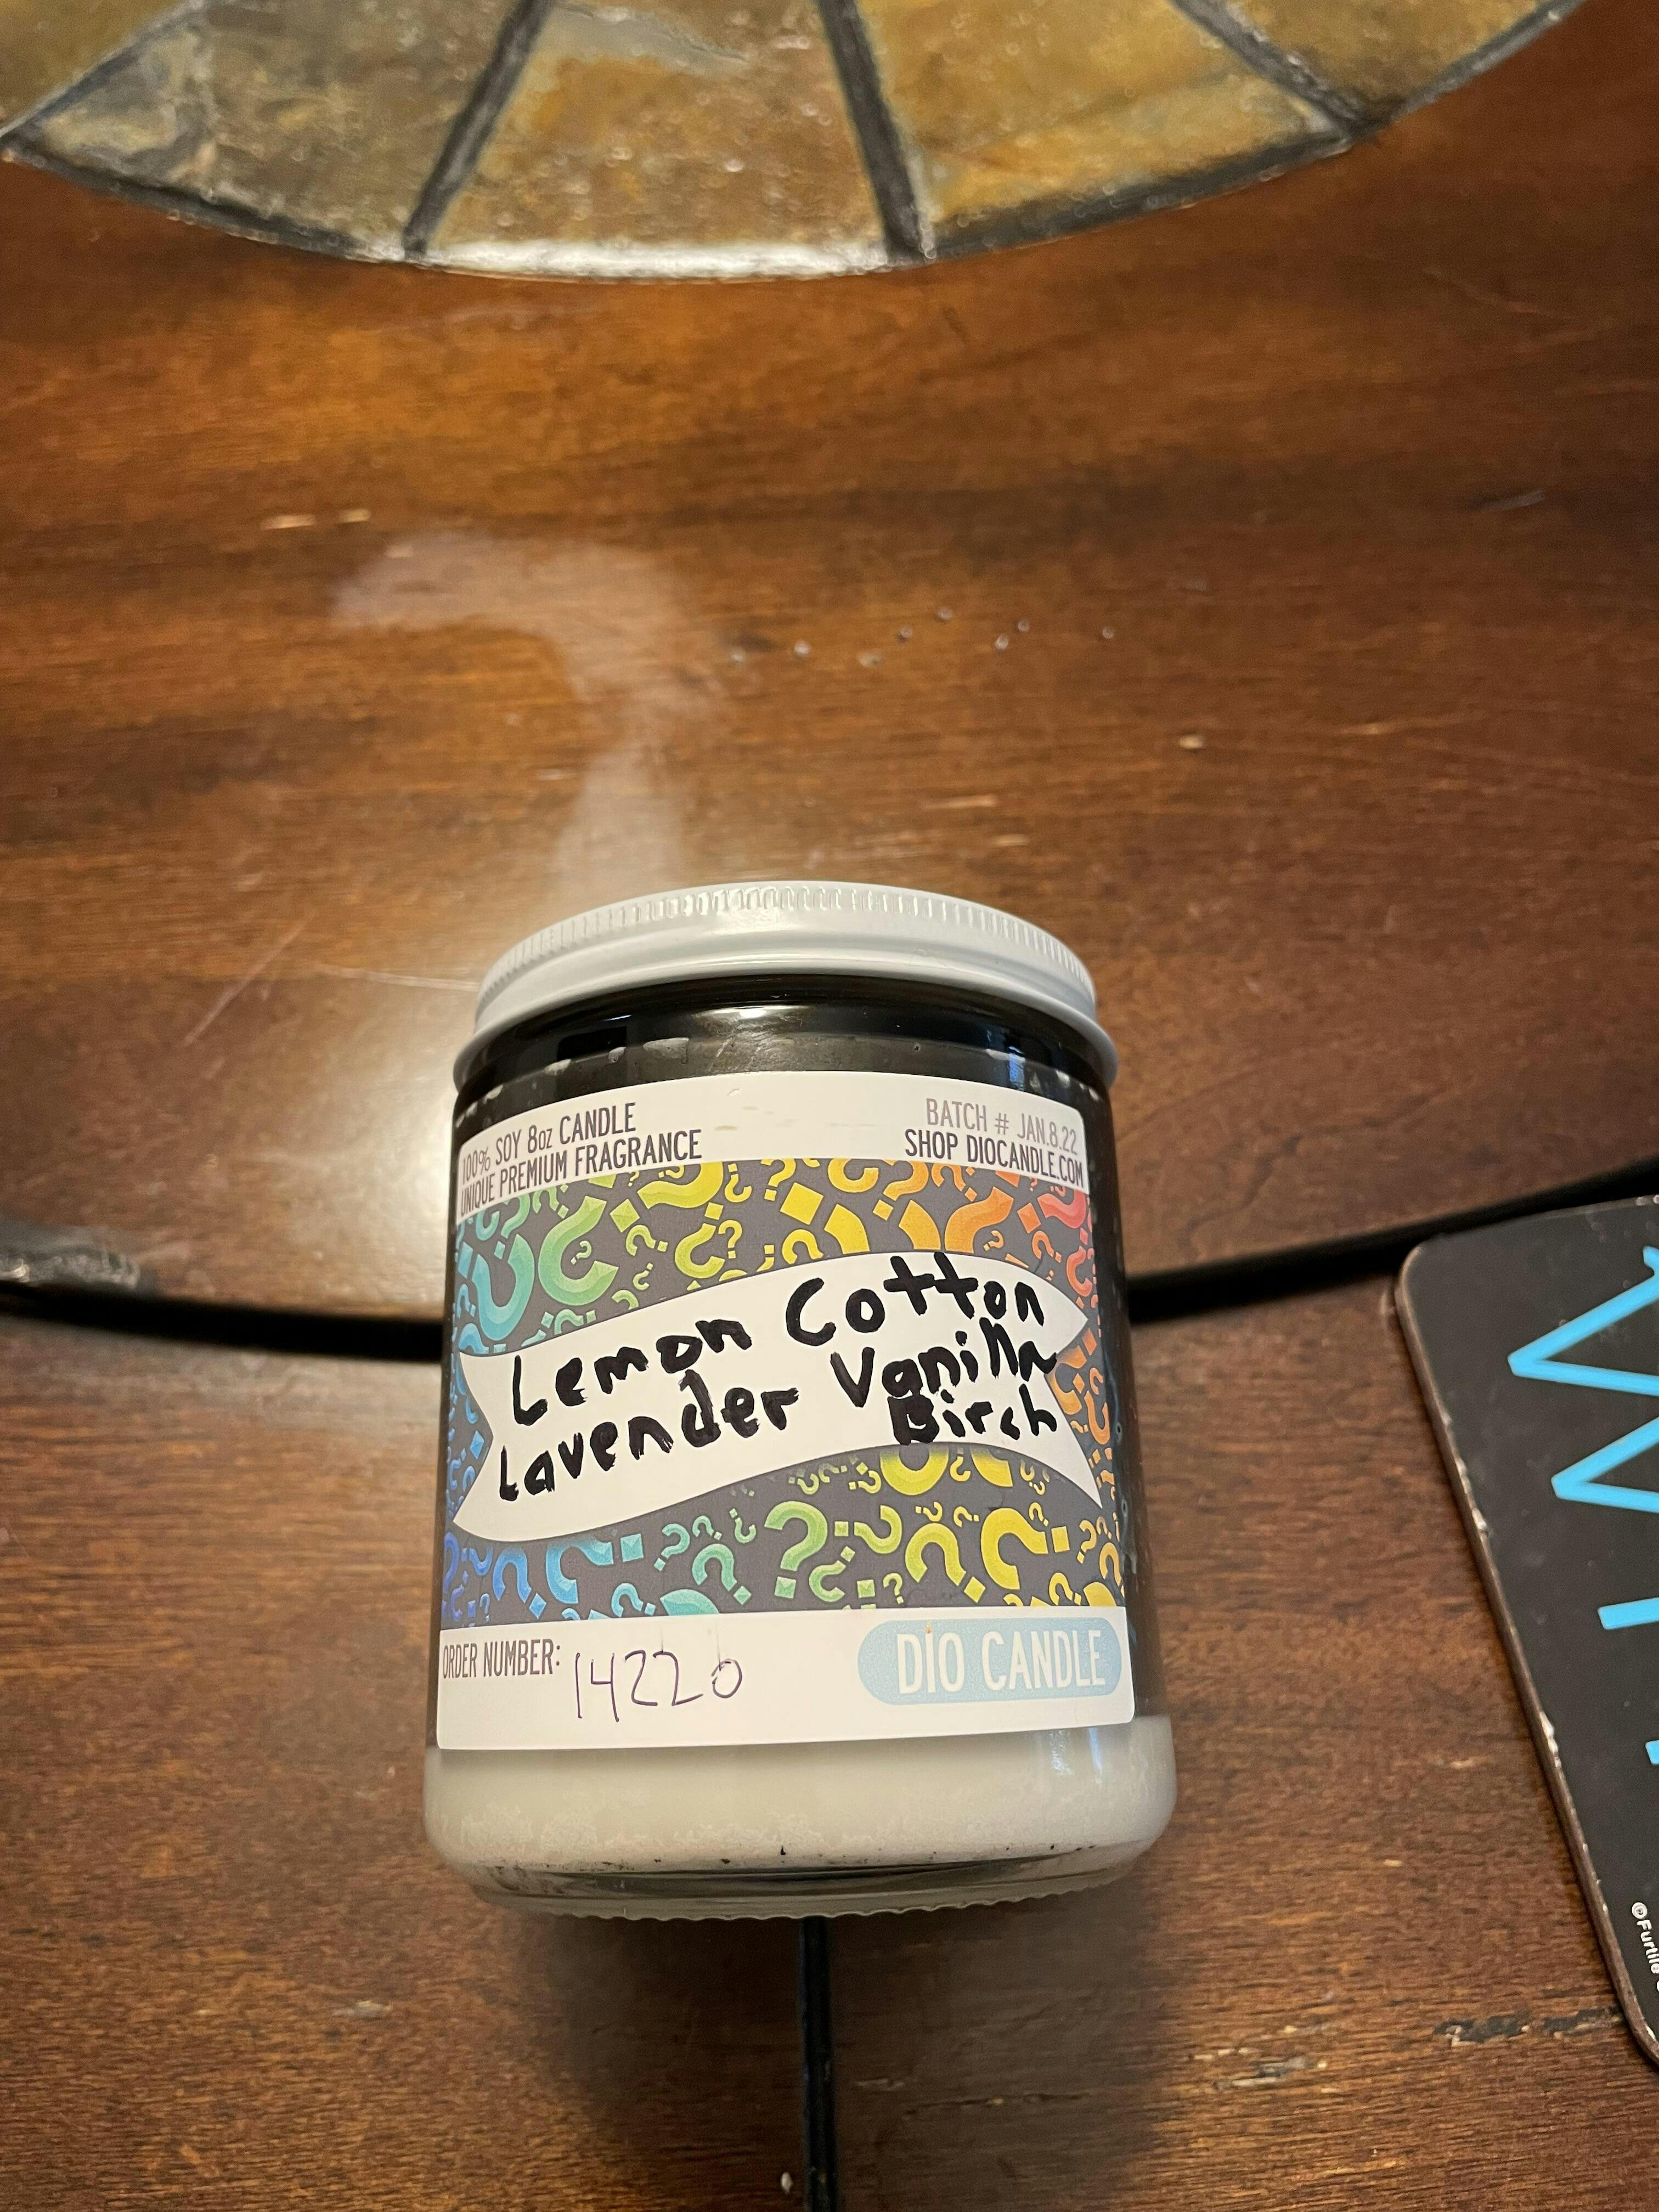 100% SOY 8oz CANDLE
UNIQUE PREMIUM FRAGRANCE
BATCH # JAN.8.22
SHOP DIOCANDLE.COM
Lemon Cotton
Lavender Vanilla
Birch
ORDER NUMBER: 14220
DIO CANDLE